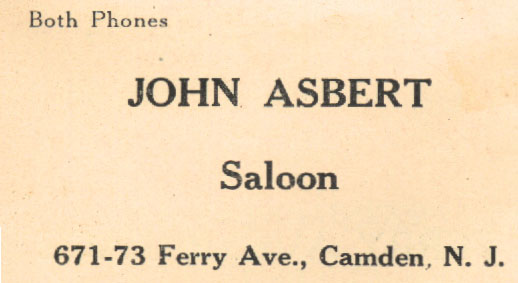 Both Phones
JOHN ASBERT
Saloon
671-73 Ferry Ave., Camden, N. J.